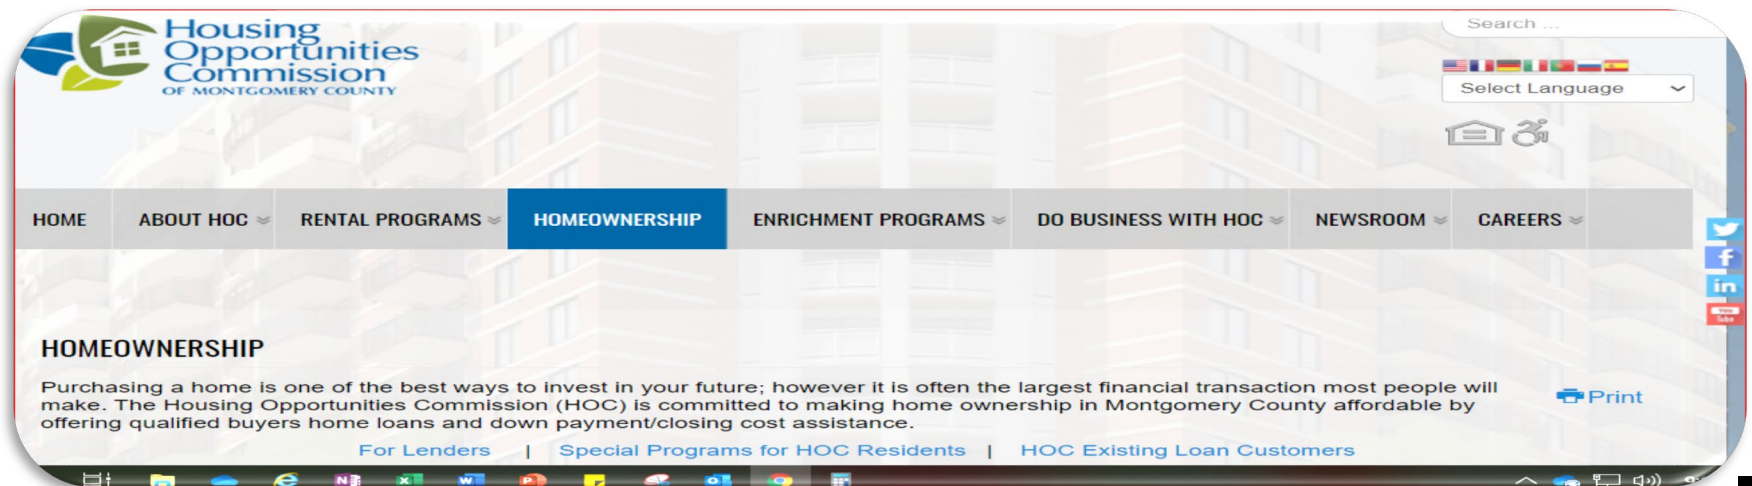 Housing
Opportunities
Commission
OF MONTGOMERY COUNTY
Search ...
Select Language
HOME ABOUT HOC RENTAL PROGRAMS HOMEOWNERSHIP ENRICHMENT PROGRAMS DO BUSINESS WITH HOC NEWSROOM CAREERS
f
in
You
Tube
HOMEOWNERSHIP
Purchasing a home is one of the best ways to invest in your future; however it is often the largest financial transaction most people will
make. The Housing Opportunities Commission (HOC) is committed to making home ownership in Montgomery County affordable by
offering qualified buyers home loans and down payment/closing cost assistance.
Print
For Lenders | Special Programs for HOC Residents | HOC Existing Loan Customers